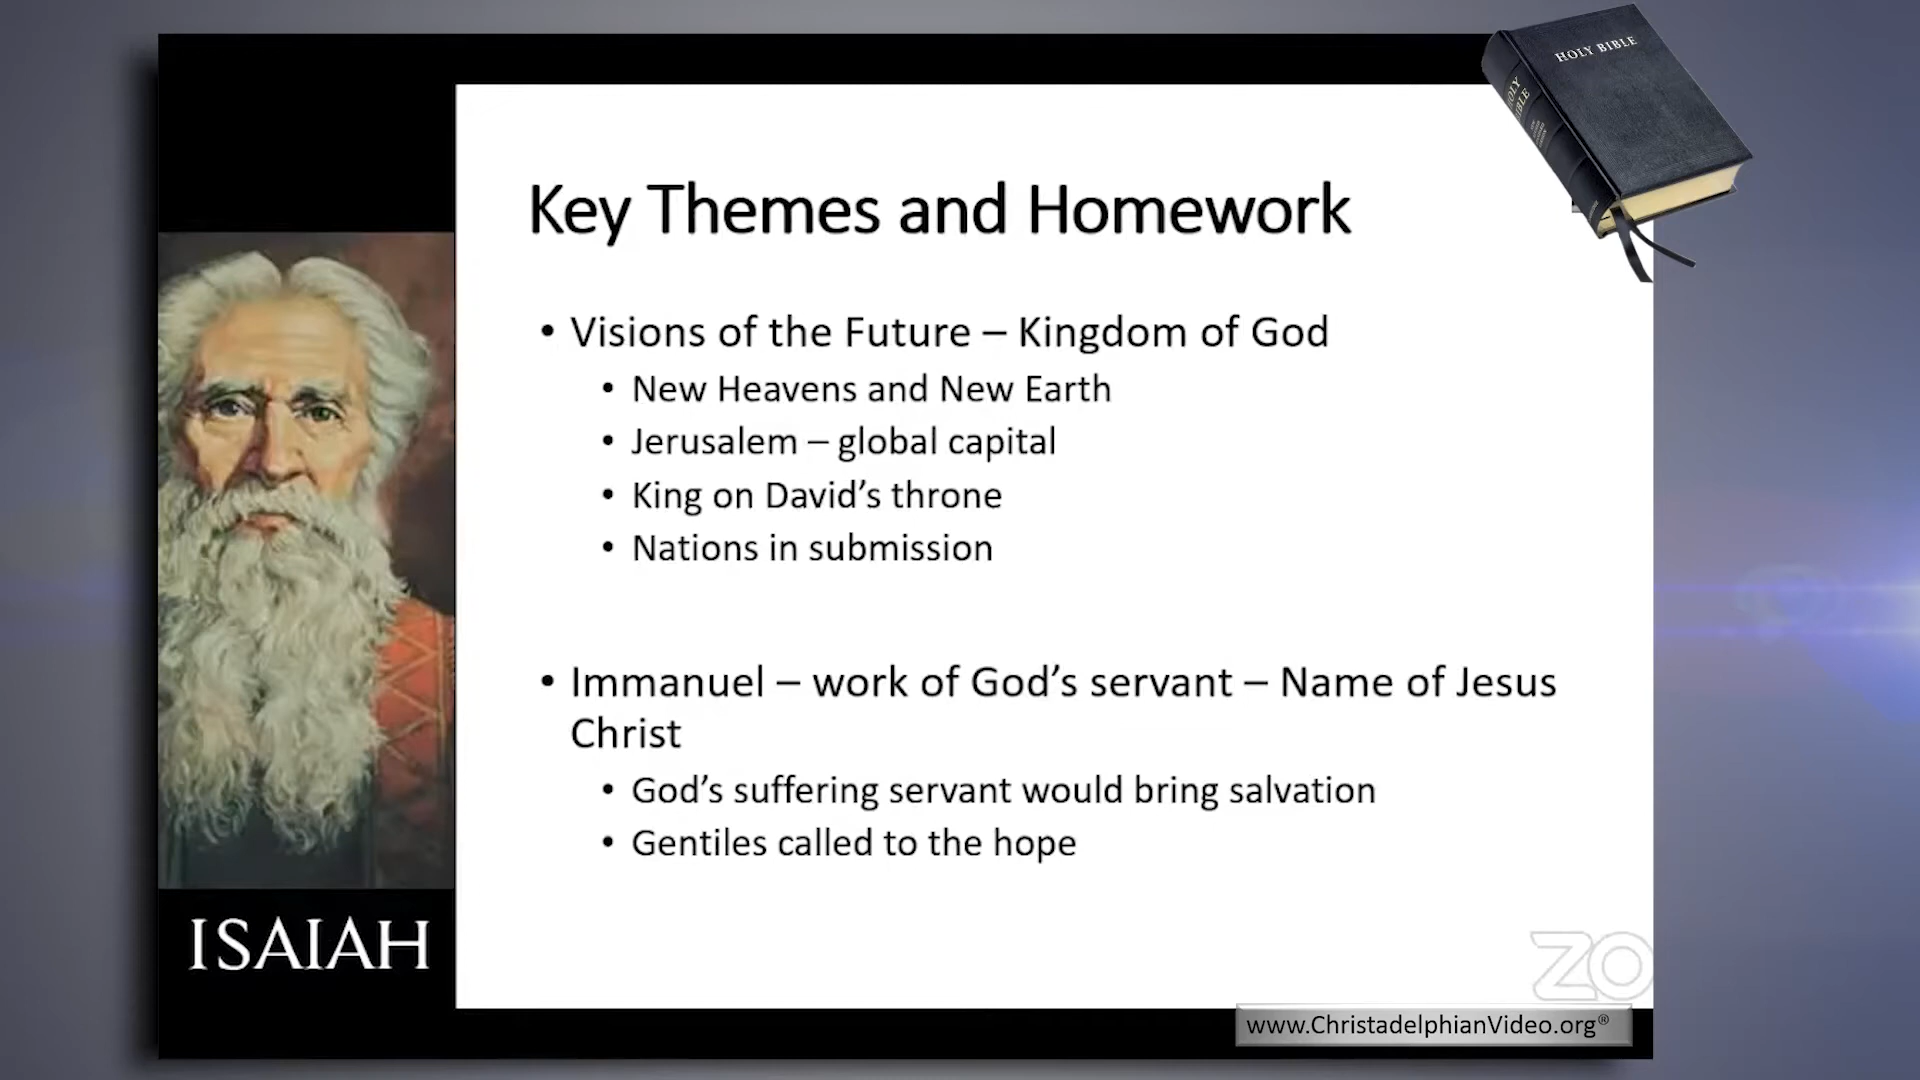 HOLY BIBLE
HOLY
BIBLE
Key Themes and Homework
• Visions of the Future – Kingdom of God
• New Heavens and New Earth
• Jerusalem – global capital
• King on David’s throne
• Nations in submission
• Immanuel – work of God’s servant – Name of Jesus
Christ
• God’s suffering servant would bring salvation
• Gentiles called to the hope
ISAIAH
ZO
www.ChristadelphianVideo.org®